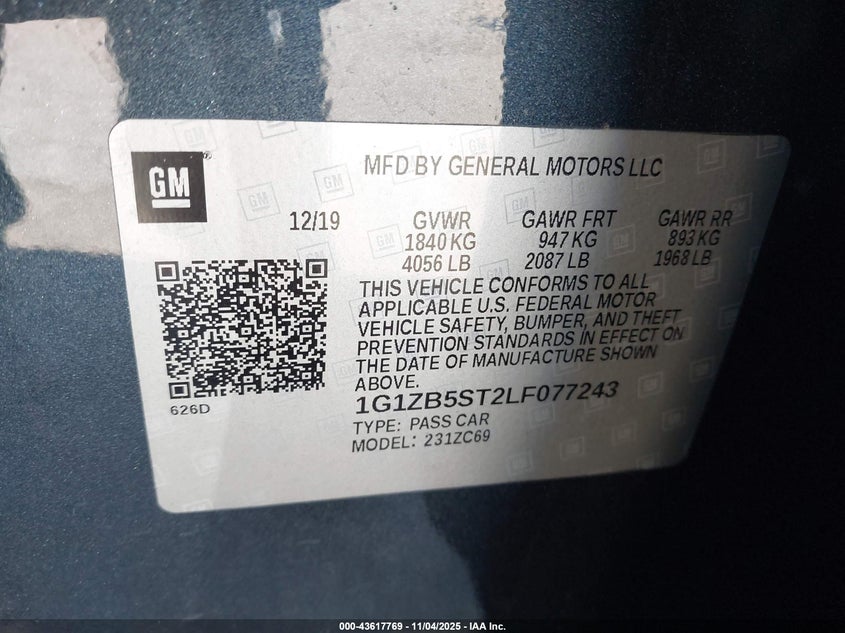 GM
MFD BY GENERAL MOTORS LLC
12/19 GVWR GAWR FRT GAWR RR
1840 KG 947 KG 893 KG
4056 LB 2087 LB 1968 LB
THIS VEHICLE CONFORMS TO ALL
APPLICABLE U.S. FEDERAL MOTOR
VEHICLE SAFETY, BUMPER, AND THEFT
PREVENTION STANDARDS IN EFFECT ON
THE DATE OF MANUFACTURE SHOWN
ABOVE.
626D
1G1ZB5ST2LF077243
TYPE: PASS CAR
MODEL: 231ZC69
000-43617769 - 11/04/2025 - IAA Inc.